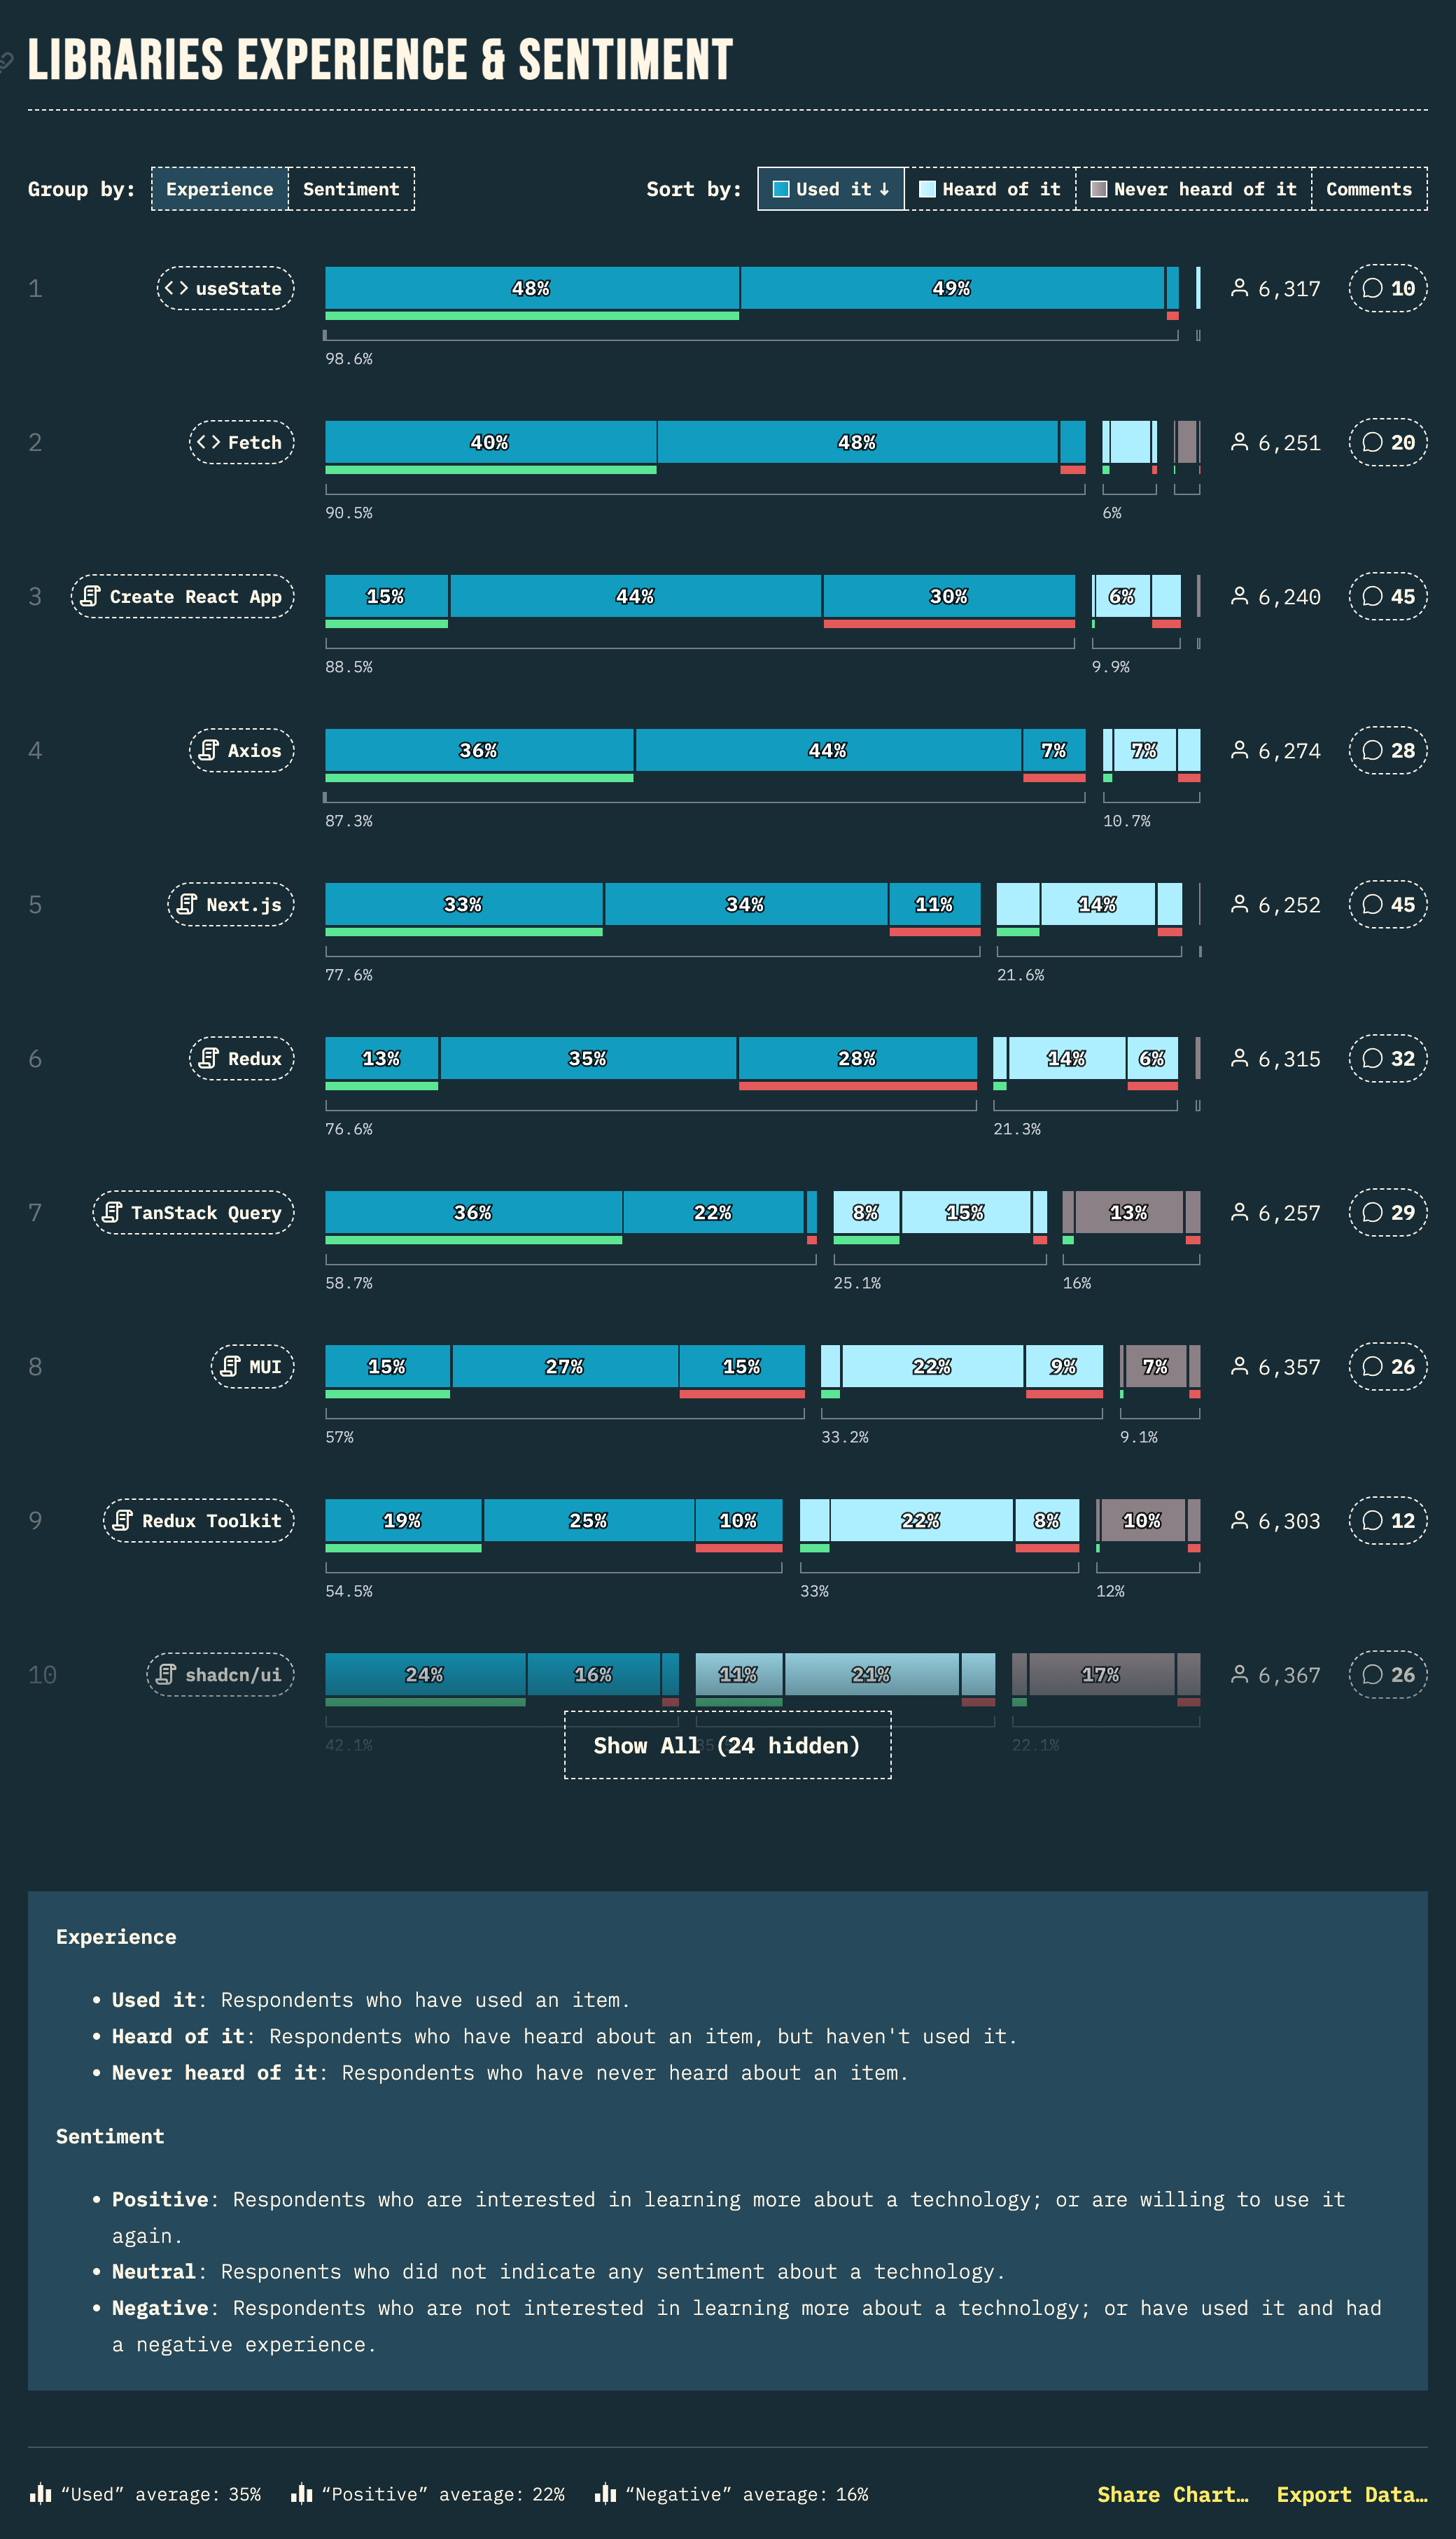 LIBRARIES EXPERIENCE & SENTIMENT
Group by: Experience Sentiment Sort by: Used it ↓ Heard of it Never heard of it Comments
1 useState 48% 49% 6,317 10
98.6%
2 Fetch 40% 48% 6,251 20
90.5% 6%
3 Create React App 15% 44% 30% 6% 6,240 45
88.5% 9.9%
4 Axios 36% 44% 7% 7% 6,274 28
87.3% 10.7%
5 Next.js 33% 34% 11% 14% 6,252 45
77.6% 21.6%
6 Redux 13% 35% 28% 14% 6% 6,315 32
76.6% 21.3%
7 TanStack Query 36% 22% 8% 15% 13% 6,257 29
58.7% 25.1% 16%
8 MUI 15% 27% 15% 22% 9% 7% 6,357 26
57% 33.2% 9.1%
9 Redux Toolkit 19% 25% 10% 22% 8% 10% 6,303 12
54.5% 33% 12%
10 shadcn/ui 24% 16% 11% 21% 17% 6,367 26
42.1% Show All (24 hidden) 22.1%
Experience
• Used it: Respondents who have used an item.
• Heard of it: Respondents who have heard about an item, but haven't used it.
• Never heard of it: Respondents who have never heard about an item.
Sentiment
• Positive: Respondents who are interested in learning more about a technology; or are willing to use it
again.
• Neutral: Responents who did not indicate any sentiment about a technology.
• Negative: Respondents who are not interested in learning more about a technology; or have used it and had
a negative experience.
“Used” average: 35% “Positive” average: 22% “Negative” average: 16% Share Chart… Export Data…